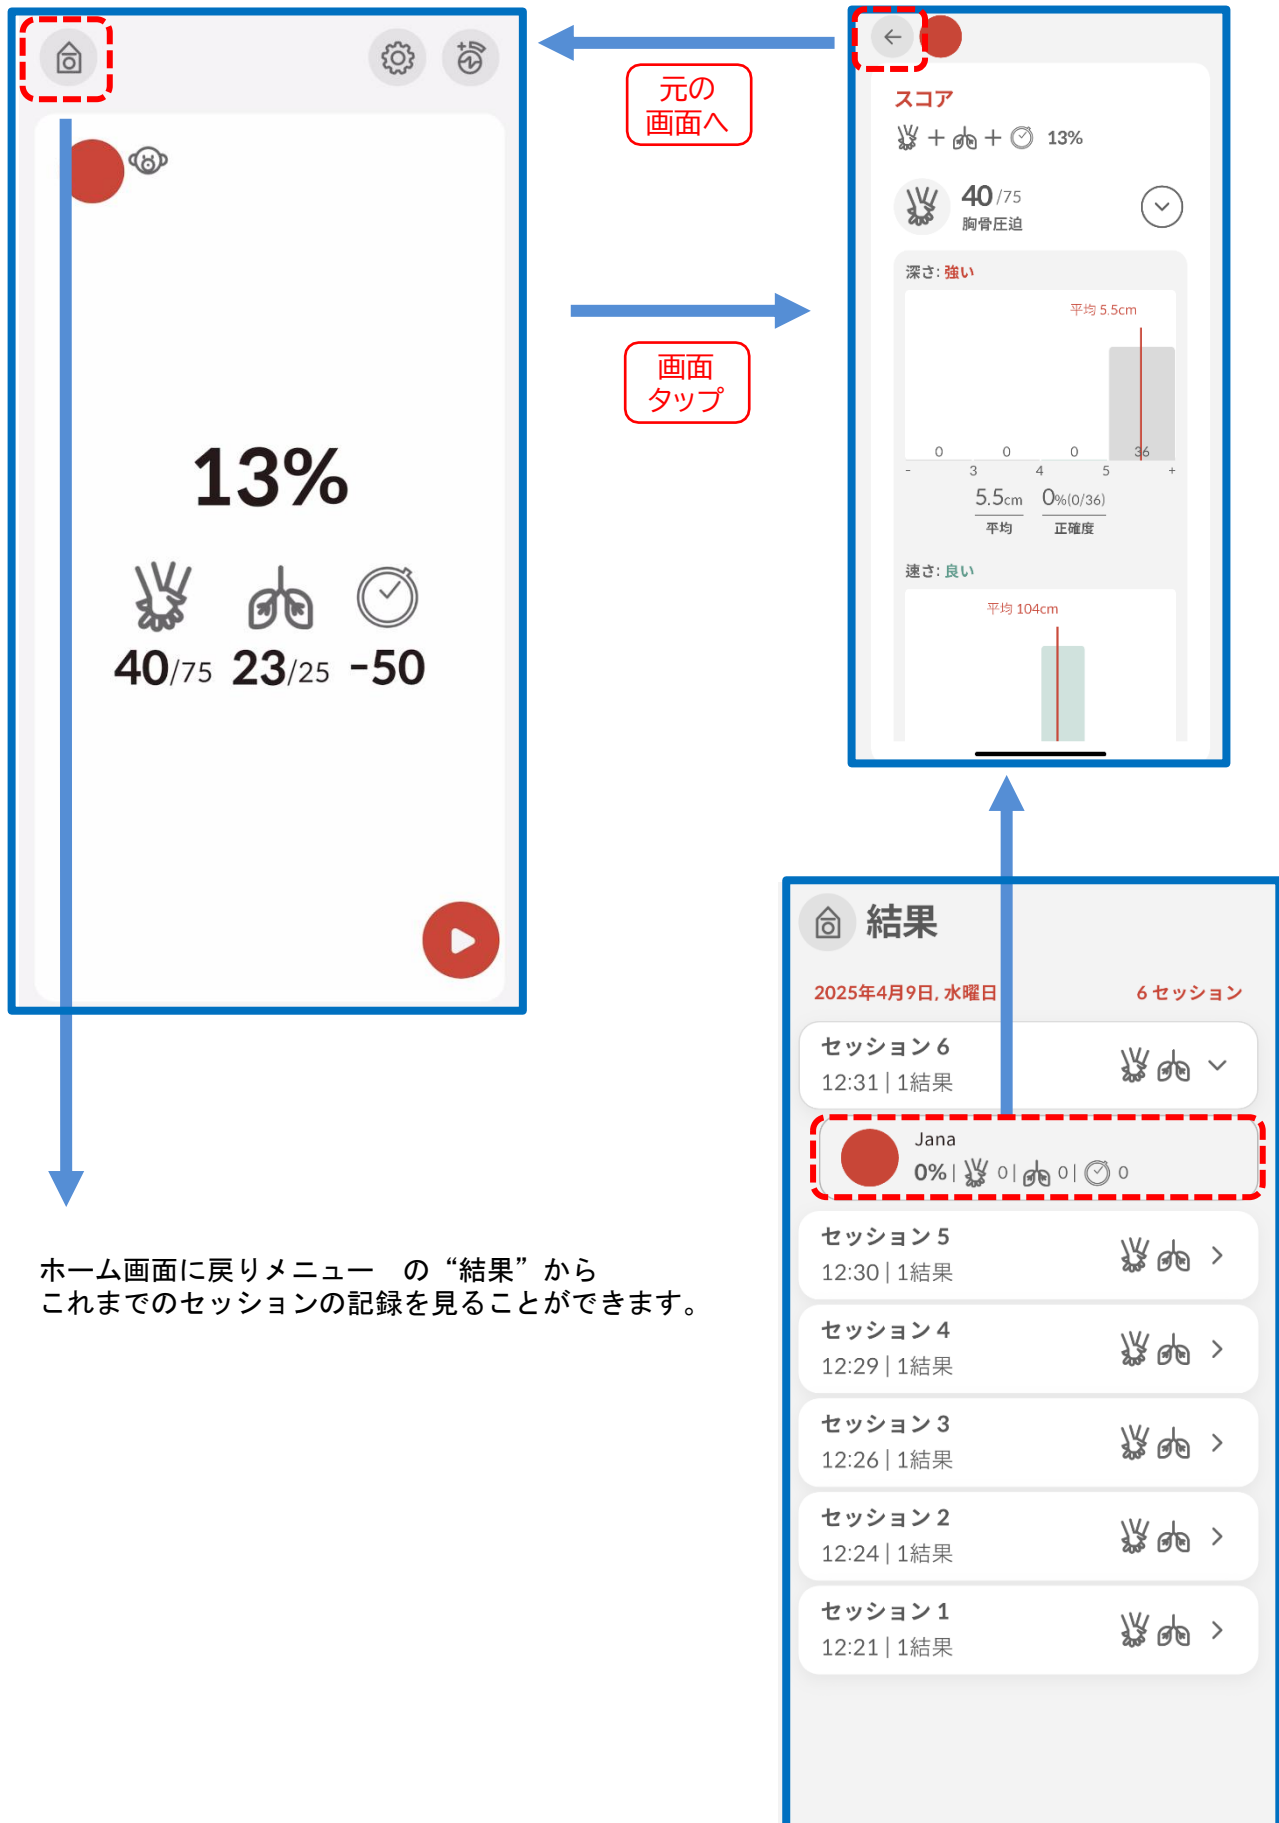 13%
40/75 23/25 -50
元の
画面へ
画面
タップ
スコア
+ + 13%
40/75
胸骨圧迫
深さ: 強い
平均 5.5cm
0 0 0 36
- 3 4 5 +
5.5cm 0%(0/36)
平均 正確度
速さ: 良い
平均 104cm
ホーム画面に戻りメニュー　の“結果”から
これまでのセッションの記録を見ることができます。
結果
2025年4月9日, 水曜日 6 セッション
セッション 6
12:31 | 1結果
Jana
0% | 0 | 0 | 0
セッション 5
12:30 | 1結果
セッション 4
12:29 | 1結果
セッション 3
12:26 | 1結果
セッション 2
12:24 | 1結果
セッション 1
12:21 | 1結果